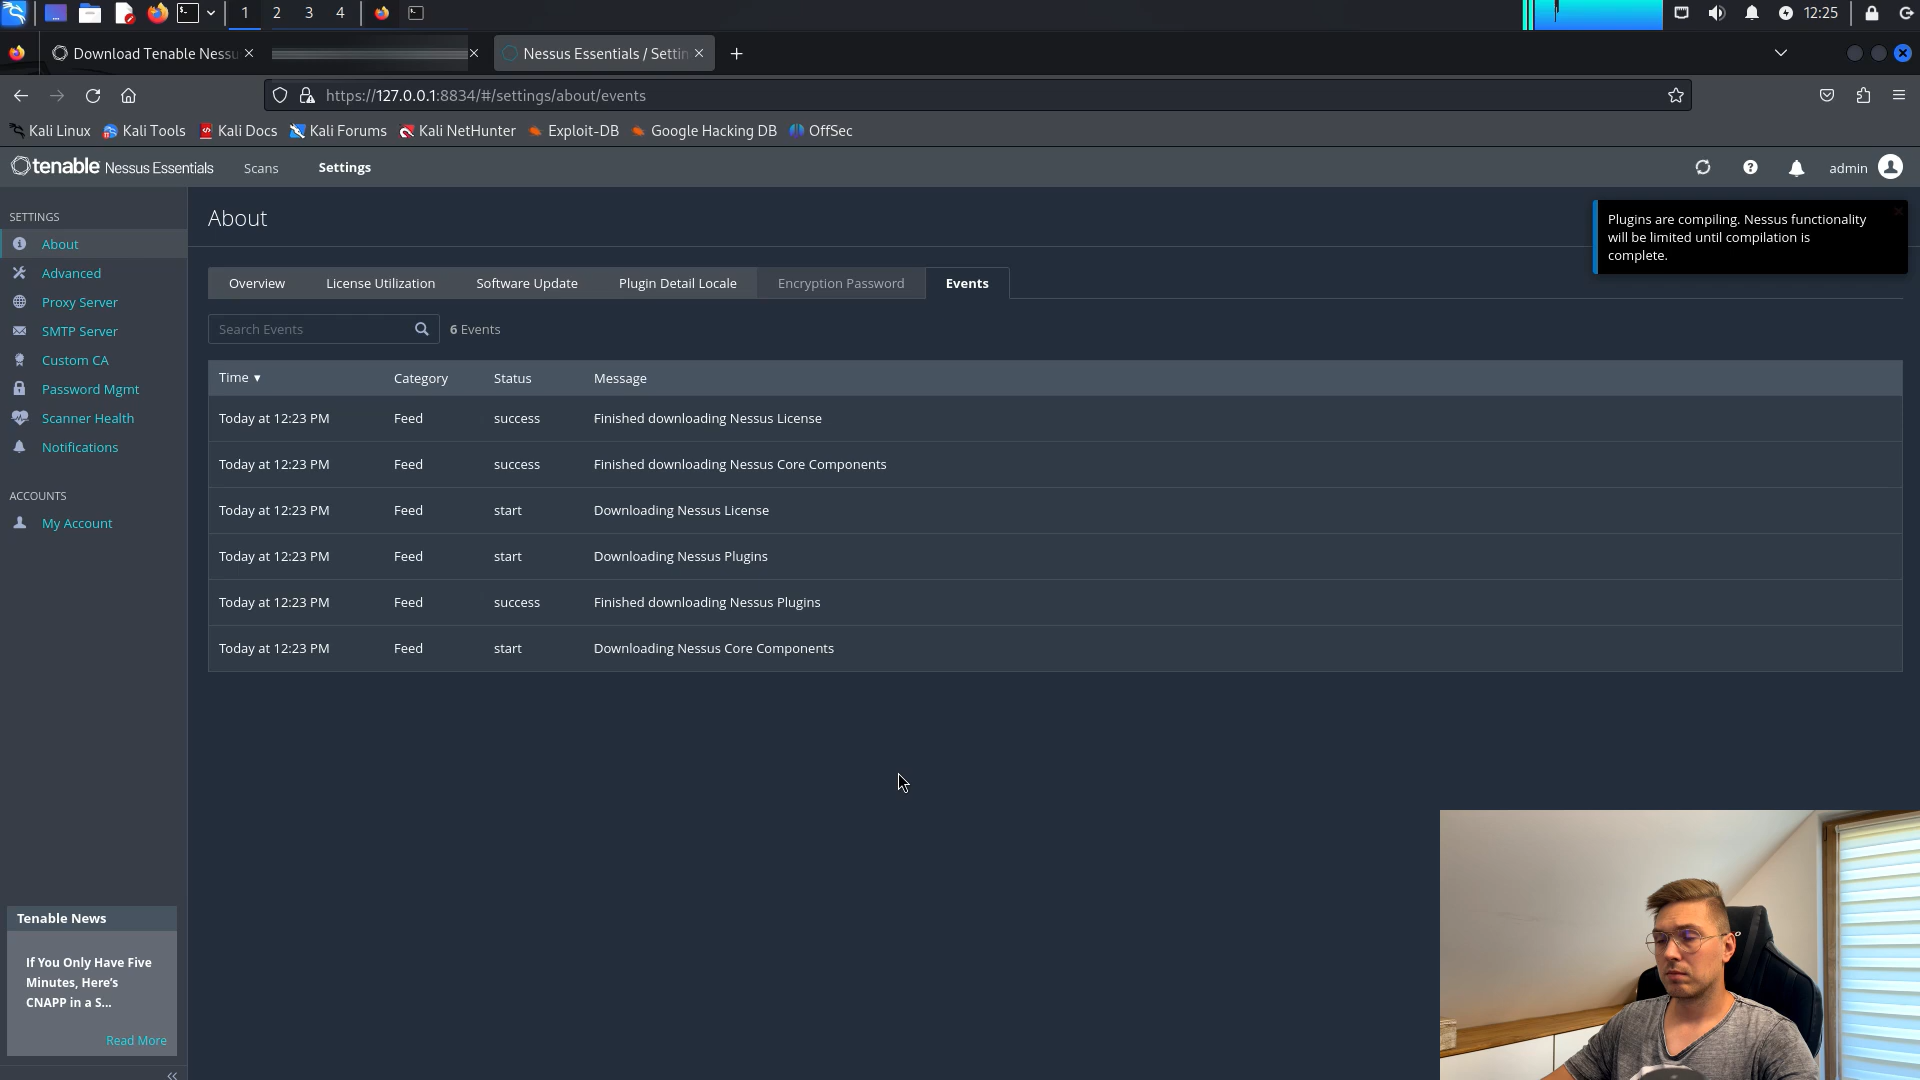 1 2 3 4
12:25
Download Tenable Nessu
Nessus Essentials / Settin
https://127.0.0.1:8834/#/settings/about/events
Kali Linux Kali Tools Kali Docs Kali Forums Kali NetHunter Exploit-DB Google Hacking DB OffSec
tenable Nessus Essentials Scans Settings admin
SETTINGS
About
Advanced
Proxy Server
SMTP Server
Custom CA
Password Mgmt
Scanner Health
Notifications
ACCOUNTS
My Account
Tenable News
If You Only Have Five
Minutes, Here's
CNAPP in a S...
Read More
About
Plugins are compiling. Nessus functionality
will be limited until compilation is
complete.
Overview License Utilization Software Update Plugin Detail Locale Encryption Password Events
Search Events 6 Events
Time Category Status Message
Today at 12:23 PM Feed success Finished downloading Nessus License
Today at 12:23 PM Feed success Finished downloading Nessus Core Components
Today at 12:23 PM Feed start Downloading Nessus License
Today at 12:23 PM Feed start Downloading Nessus Plugins
Today at 12:23 PM Feed success Finished downloading Nessus Plugins
Today at 12:23 PM Feed start Downloading Nessus Core Components